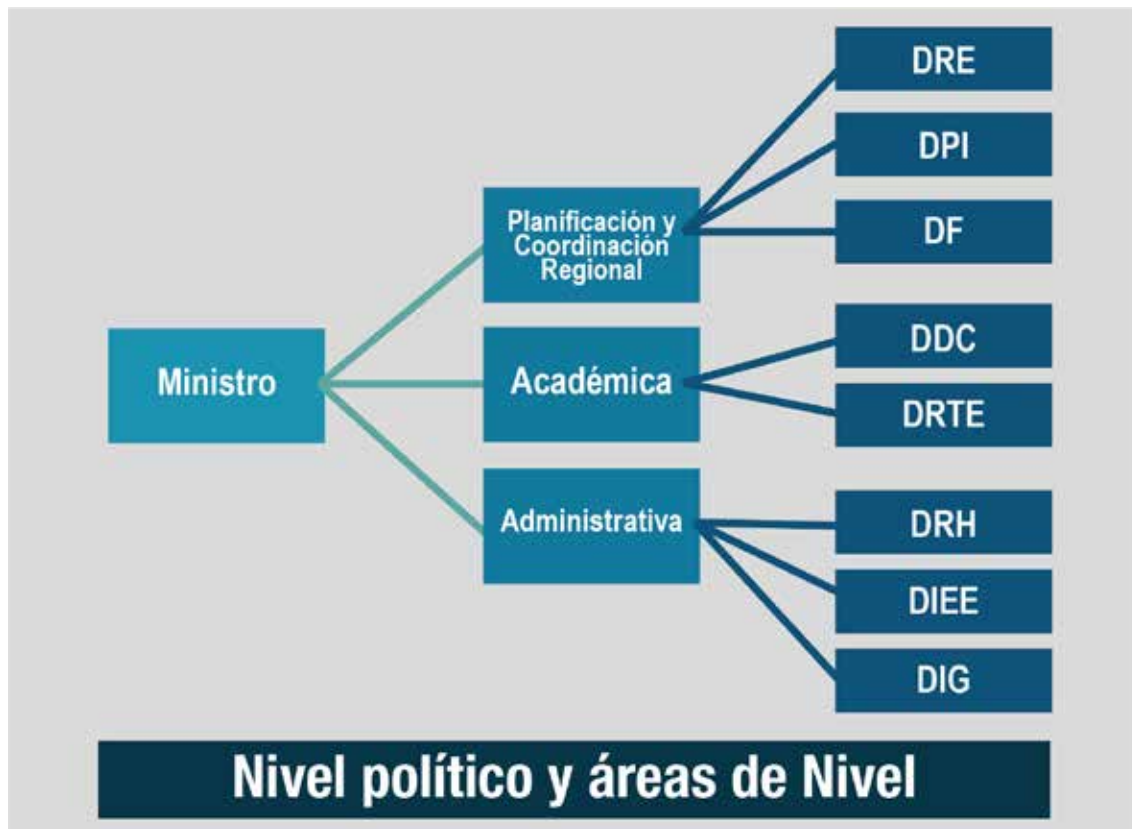 Ministro
Planificación y
Coordinación
Regional
Académica
Administrativa
DRE
DPI
DF
DDC
DRTE
DRH
DIEE
DIG
Nivel político y áreas de Nivel